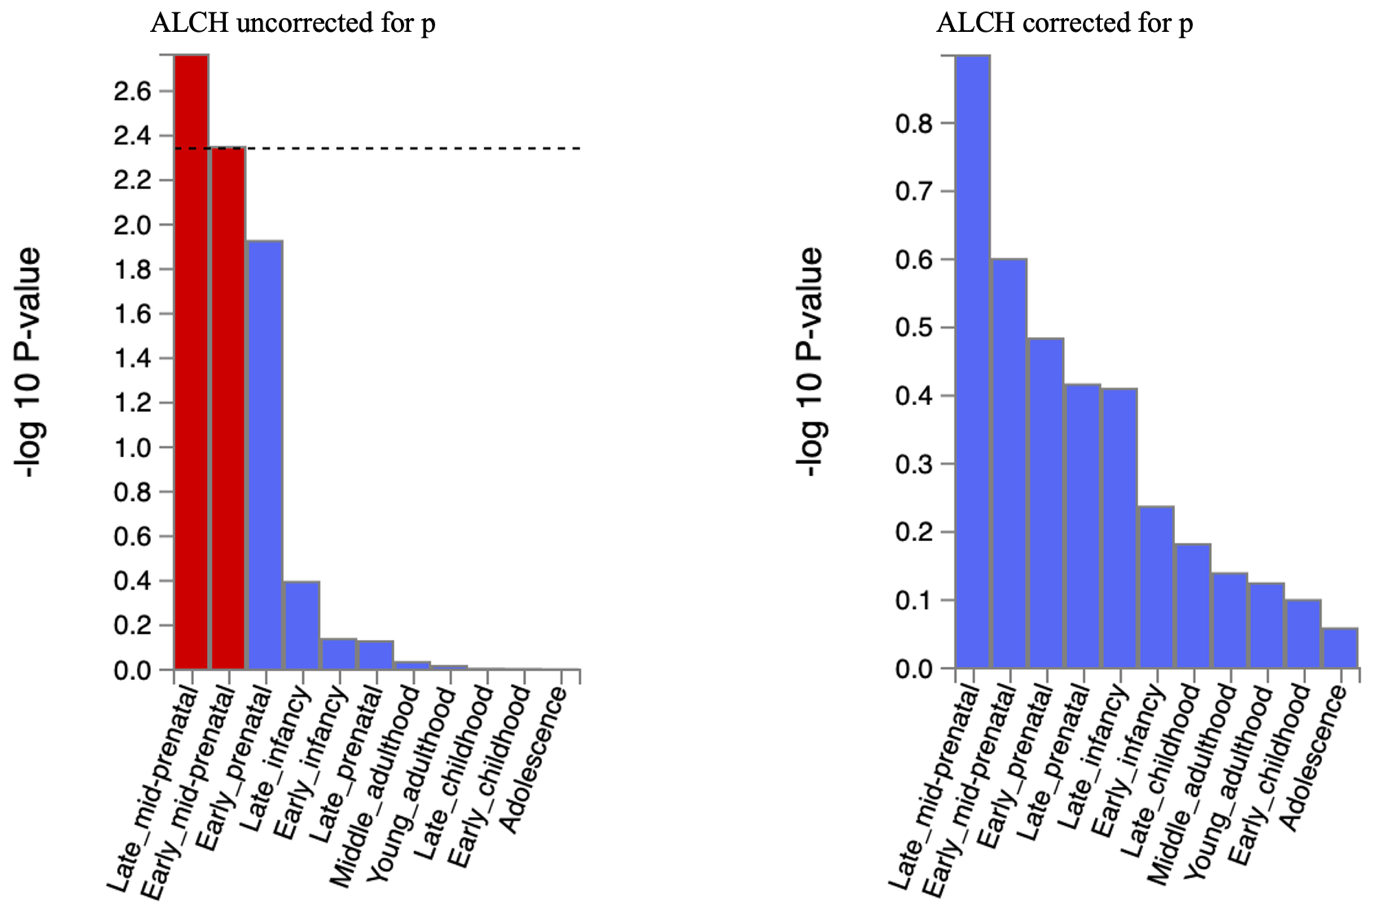 ALCH uncorrected for p
-log 10 P-value
2.6
2.4
2.2
2.0
1.8
1.6
1.4
1.2
1.0
0.8
0.6
0.4
0.2
0.0
Late_mid-prenatal
Early_mid-prenatal
Early_prenatal
Late_infancy
Early_infancy
Late_prenatal
Middle_adulthood
Young_adulthood
Late_childhood
Early_childhood
Adolescence
ALCH corrected for p
-log 10 P-value
0.8
0.7
0.6
0.5
0.4
0.3
0.2
0.1
0.0
Late_mid-prenatal
Early_mid-prenatal
Early_prenatal
Late_prenatal
Late_infancy
Early_infancy
Late_childhood
Middle_adulthood
Young_adulthood
Early_childhood
Adolescence